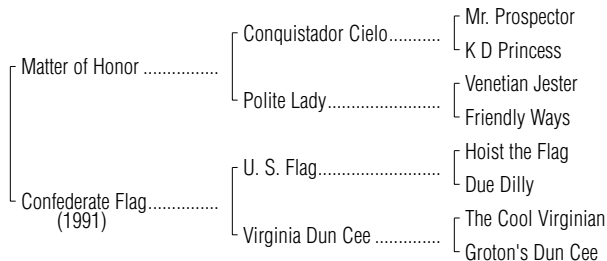 Mr. Prospector
Conquistador Cielo...........
K D Princess
Matter of Honor ...............
Venetian Jester
Polite Lady......................
Friendly Ways
Hoist the Flag
U. S. Flag.......................
Due Dilly
Confederate Flag..............
(1991)
The Cool Virginian
Virginia Dun Cee ..............
Groton's Dun Cee